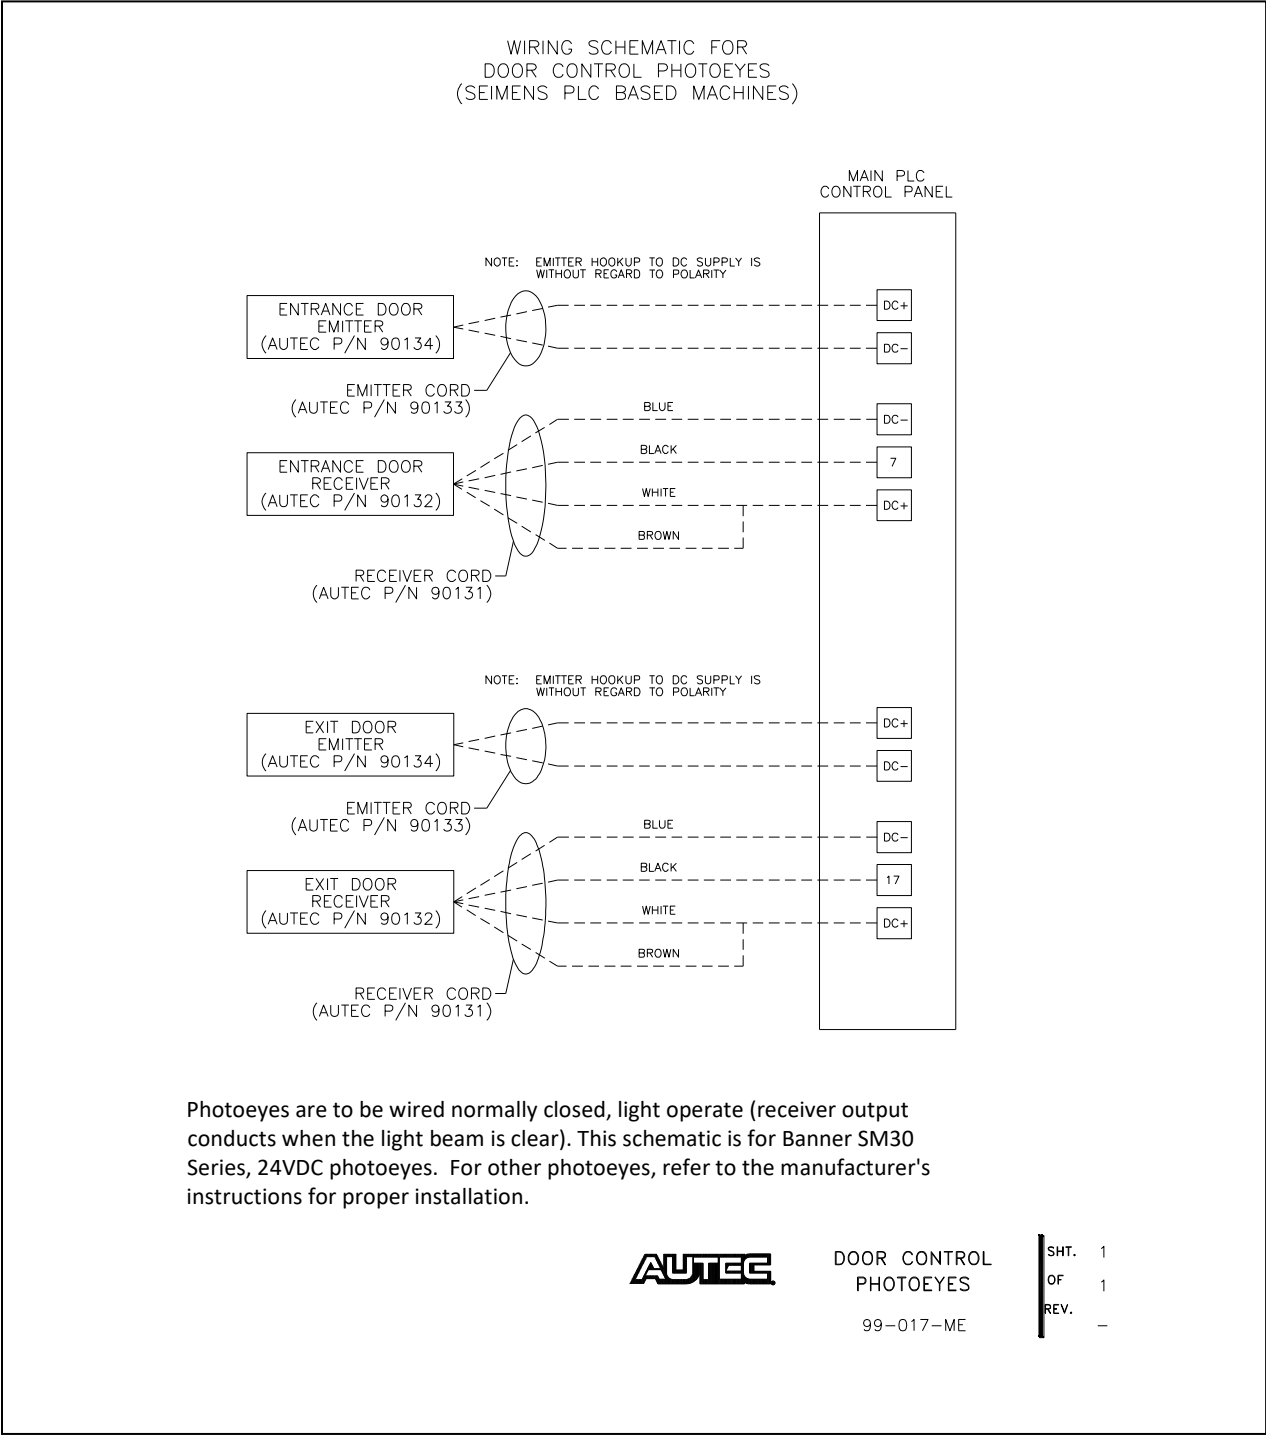 WIRING SCHEMATIC FOR
DOOR CONTROL PHOTOEYES
(SEIMENS PLC BASED MACHINES)
MAIN PLC
CONTROL PANEL
NOTE: EMITTER HOOKUP TO DC SUPPLY IS
WITHOUT REGARD TO POLARITY
ENTRANCE DOOR
EMITTER
(AUTEC P/N 90134)
DC+
DC-
EMITTER CORD
(AUTEC P/N 90133)
BLUE
DC-
BLACK
7
ENTRANCE DOOR
RECEIVER
(AUTEC P/N 90132)
WHITE
DC+
BROWN
RECEIVER CORD
(AUTEC P/N 90131)
NOTE: EMITTER HOOKUP TO DC SUPPLY IS
WITHOUT REGARD TO POLARITY
EXIT DOOR
EMITTER
(AUTEC P/N 90134)
DC+
DC-
EMITTER CORD
(AUTEC P/N 90133)
BLUE
DC-
BLACK
17
EXIT DOOR
RECEIVER
(AUTEC P/N 90132)
WHITE
DC+
BROWN
RECEIVER CORD
(AUTEC P/N 90131)
Photoeyes are to be wired normally closed, light operate (receiver output
conducts when the light beam is clear). This schematic is for Banner SM30
Series, 24VDC photoeyes. For other photoeyes, refer to the manufacturer's
instructions for proper installation.
AUTEC.
DOOR CONTROL
PHOTOEYES
99-017-ME
SHT. 1
OF 1
REV. -